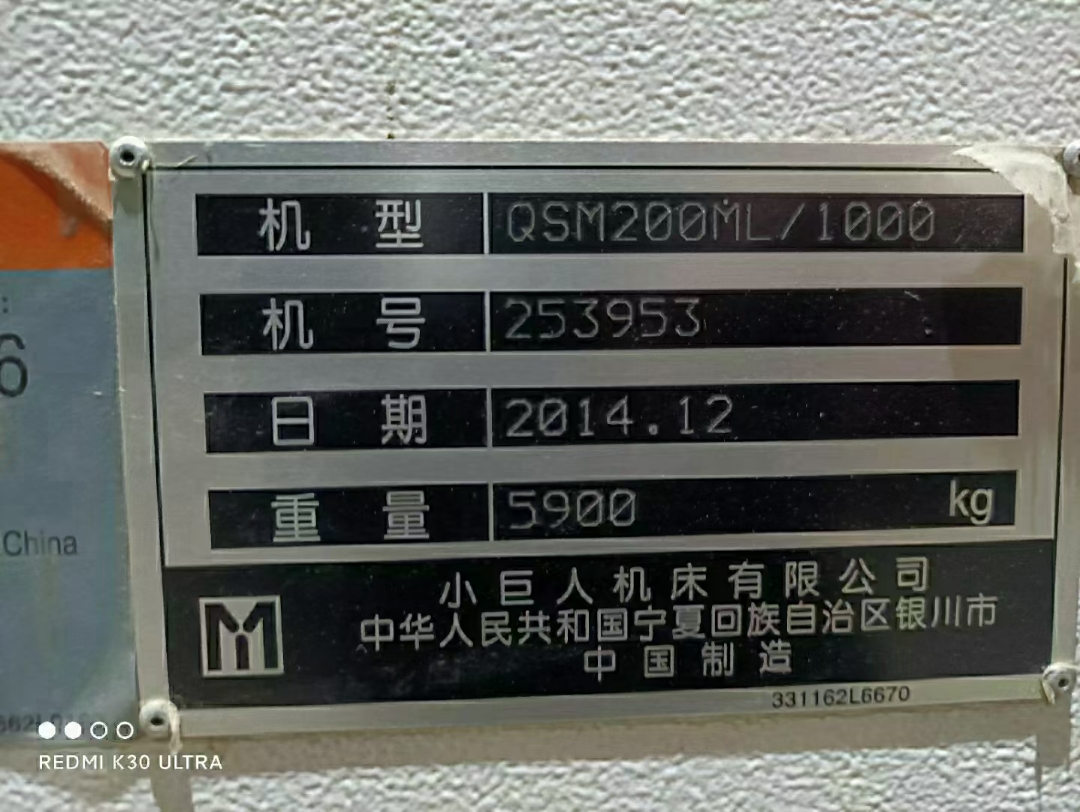 机型 QSM200ML/1000
机号 253953
日期 2014.12
重量 5900 kg
小巨人机床有限公司
中华人民共和国宁夏回族自治区银川市
中国制造
331162L6670
:
6
China
REDMI K30 ULTRA